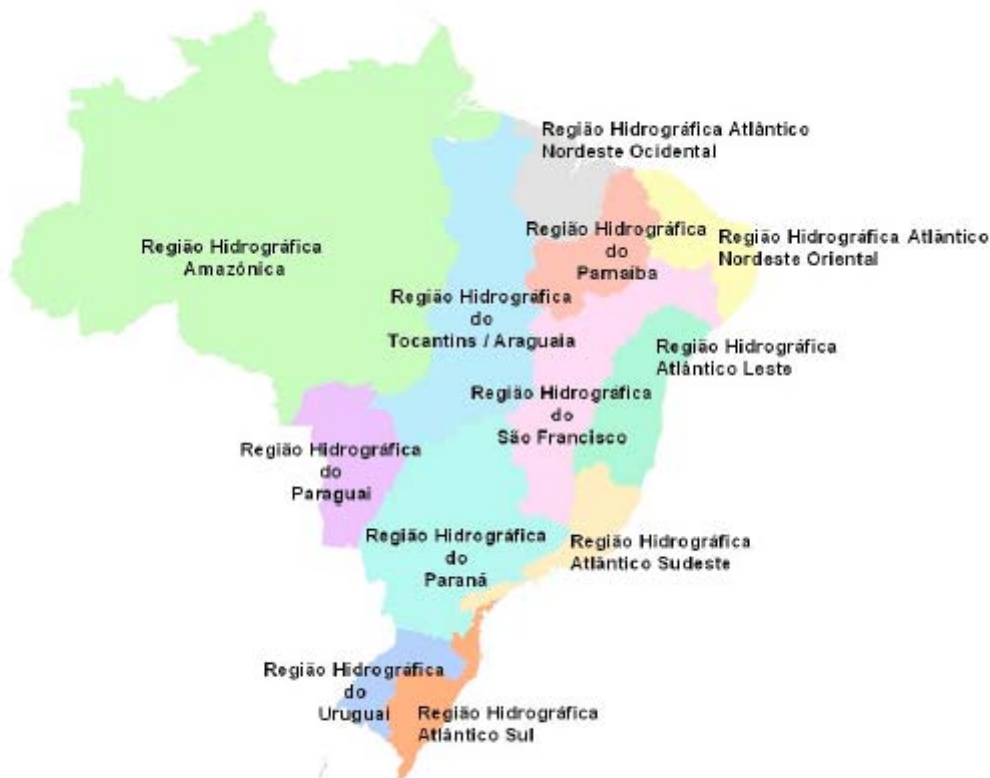 Região Hidrográfica Atlântico
Nordeste Ocidental
Região Hidrográfica
do
Parnaíba
Região Hidrográfica Atlântico
Nordeste Oriental
Região Hidrográfica
Amazônica
Região Hidrográfica
do
Tocantins / Araguaia
Região Hidrográfica
Atlântico Leste
Região Hidrográfica
do
São Francisco
Região Hidrográfica
do
Paraguai
Região Hidrográfica
do
Paraná
Região Hidrográfica
Atlântico Sudeste
Região Hidrográfica
do
Uruguai
Região Hidrográfica
Atlântico Sul